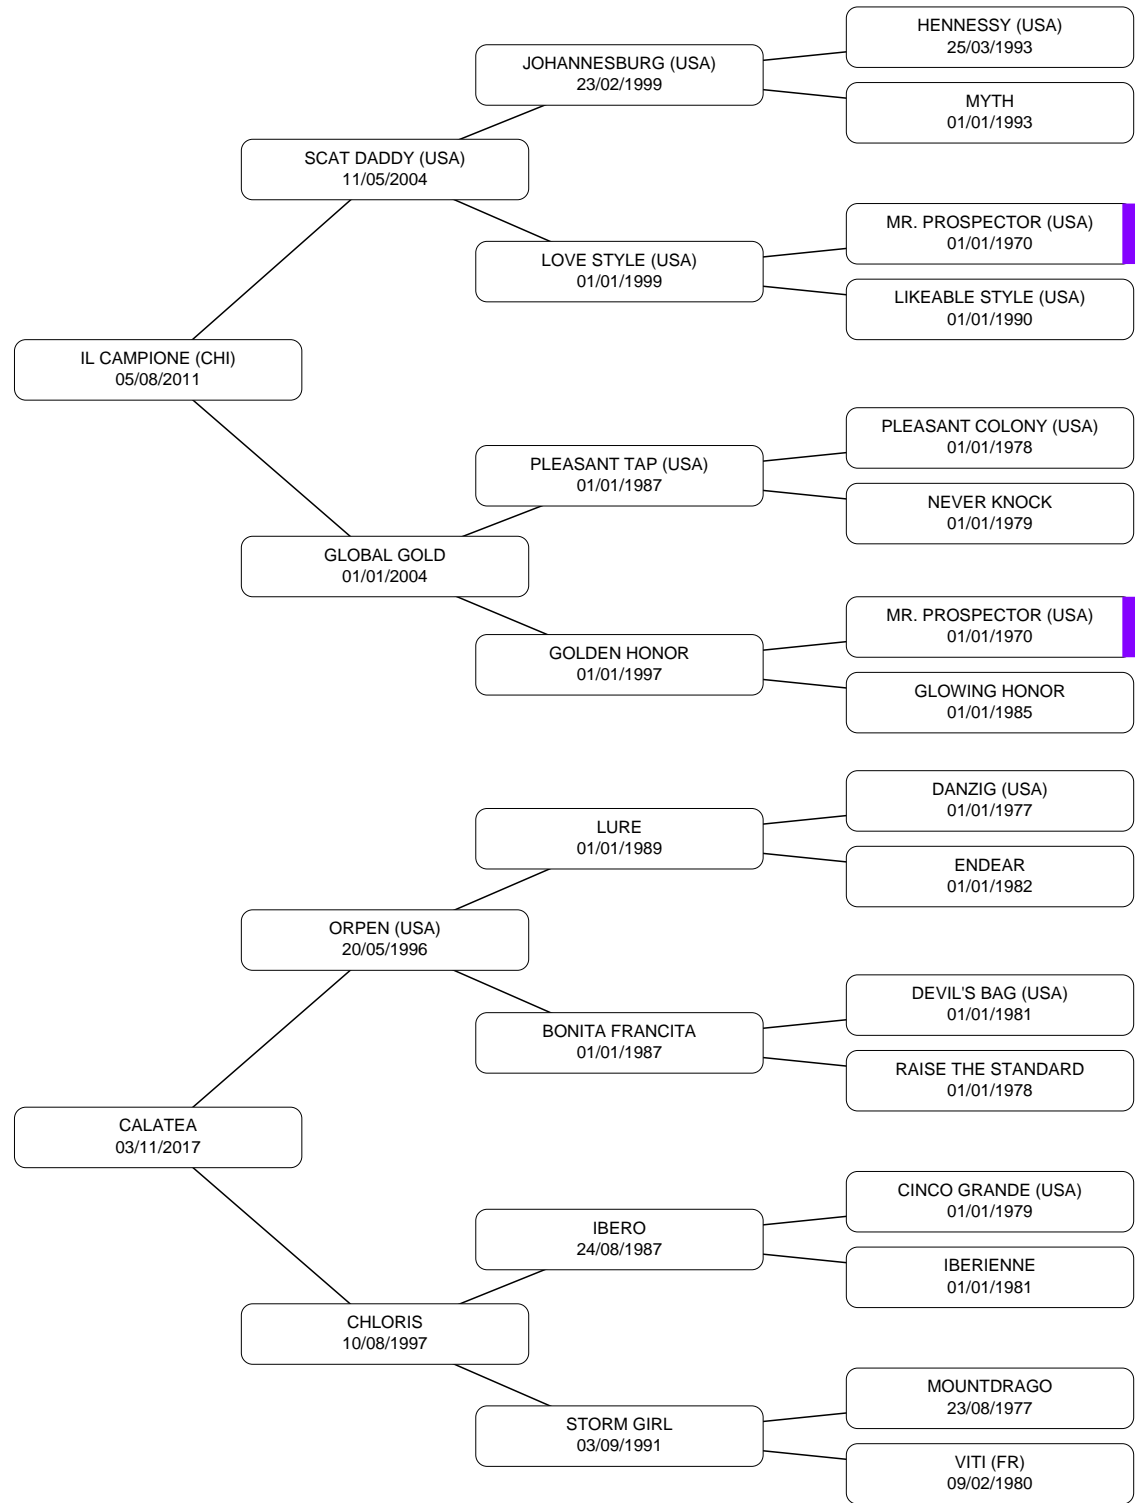 HENNESSY (USA)
25/03/1993
JOHANNESBURG (USA)
23/02/1999
MYTH
01/01/1993
SCAT DADDY (USA)
11/05/2004
MR. PROSPECTOR (USA)
01/01/1970
LOVE STYLE (USA)
01/01/1999
LIKEABLE STYLE (USA)
01/01/1990
IL CAMPIONE (CHI)
05/08/2011
PLEASANT COLONY (USA)
01/01/1978
PLEASANT TAP (USA)
01/01/1987
NEVER KNOCK
01/01/1979
GLOBAL GOLD
01/01/2004
MR. PROSPECTOR (USA)
01/01/1970
GOLDEN HONOR
01/01/1997
GLOWING HONOR
01/01/1985
DANZIG (USA)
01/01/1977
LURE
01/01/1989
ENDEAR
01/01/1982
ORPEN (USA)
20/05/1996
DEVIL'S BAG (USA)
01/01/1981
BONITA FRANCITA
01/01/1987
RAISE THE STANDARD
01/01/1978
CALATEA
03/11/2017
CINCO GRANDE (USA)
01/01/1979
IBERO
24/08/1987
IBERIENNE
01/01/1981
CHLORIS
10/08/1997
MOUNTDRAGO
23/08/1977
STORM GIRL
03/09/1991
VITI (FR)
09/02/1980